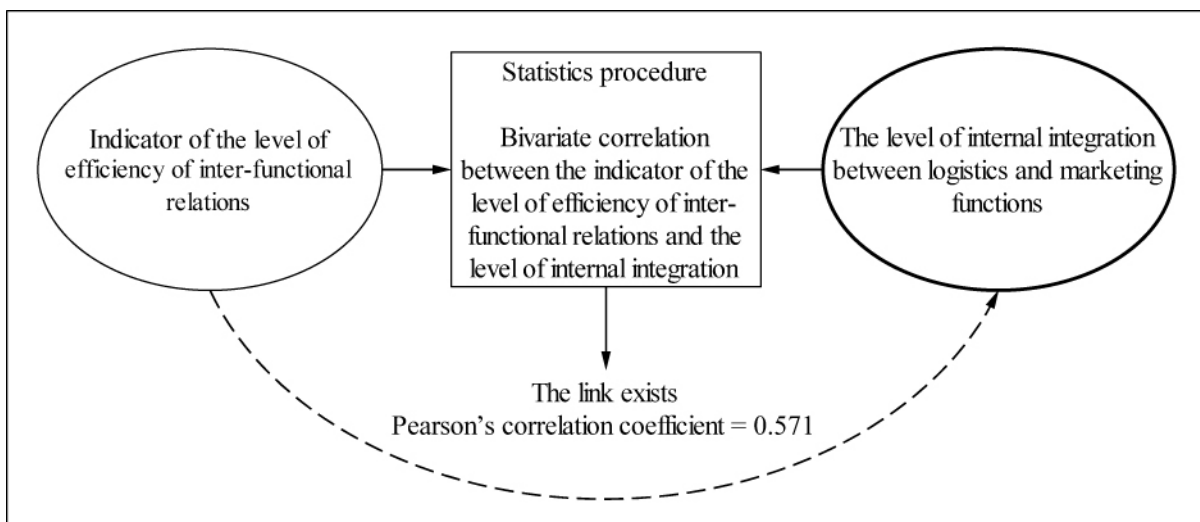 Indicator of the level of
efficiency of inter-functional
relations
Statistics procedure
Bivariate correlation
between the indicator of the
level of efficiency of inter-
functional relations and the
level of internal integration
The level of internal integration
between logistics and marketing
functions
The link exists
Pearson's correlation coefficient = 0.571